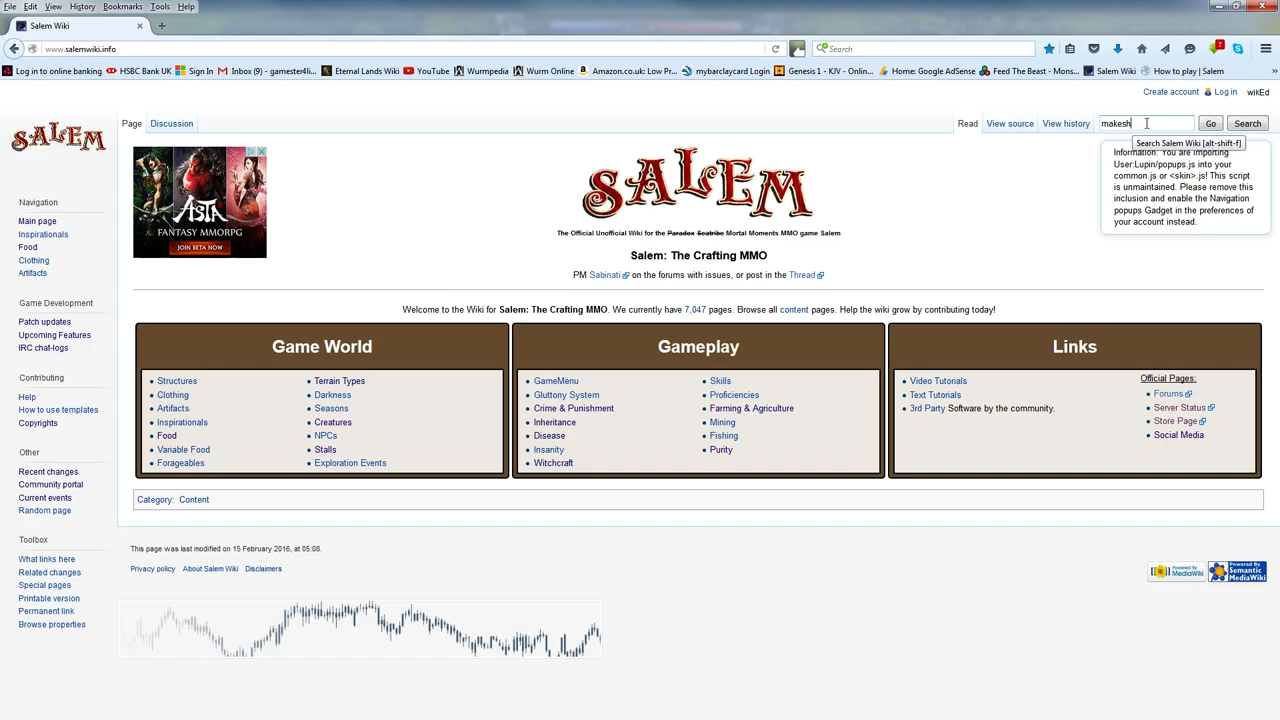 File Edit View History Bookmarks Tools Help
Salem Wiki
www.salemwiki.info
Search
2
Log in to online banking HSBC Bank UK Sign In Inbox (9) - gamester4li... Eternal Lands Wiki YouTube Wurmpedia Wurm Online Amazon.co.uk: Low Pr... mybarclaycard Login Genesis 1 - KJV - Onlin... Home: Google AdSense Feed The Beast - Mons... Salem Wiki How to play | Salem
Create account Log in wikEd
SALEM
Page Discussion
Read View source View history makesh Go Search
Search Salem Wiki [alt-shift-f]
Information: You are importing
User:Lupin/popups.js into your
common.js or <skin>.js! This script
is unmaintained. Please remove this
inclusion and enable the Navigation
popups Gadget in the preferences of
your account instead.
ASTA
FANTASY MMORPG
JOIN BETA NOW
SALEM
The Official Unofficial Wiki for the Paradox Seatribe Mortal Moments MMO game Salem
Salem: The Crafting MMO
PM Sabinati on the forums with issues, or post in the Thread
Welcome to the Wiki for Salem: The Crafting MMO. We currently have 7,047 pages. Browse all content pages. Help the wiki grow by contributing today!
Navigation
Main page
Inspirationals
Food
Clothing
Artifacts
Game Development
Patch updates
Upcoming Features
IRC chat-logs
Contributing
Help
How to use templates
Copyrights
Other
Recent changes
Community portal
Current events
Random page
Toolbox
What links here
Related changes
Special pages
Printable version
Permanent link
Browse properties
Game World
Structures
Clothing
Artifacts
Inspirationals
Food
Variable Food
Forageables
Terrain Types
Darkness
Seasons
Creatures
NPCs
Stalls
Exploration Events
Gameplay
GameMenu
Gluttony System
Crime & Punishment
Inheritance
Disease
Insanity
Witchcraft
Skills
Proficiencies
Farming & Agriculture
Mining
Fishing
Purity
Links
Video Tutorials
Text Tutorials
3rd Party Software by the community.
Official Pages:
Forums
Server Status
Store Page
Social Media
Category: Content
This page was last modified on 15 February 2016, at 05:08.
Privacy policy About Salem Wiki Disclaimers
Powered By MediaWiki
Powered By Semantic MediaWiki